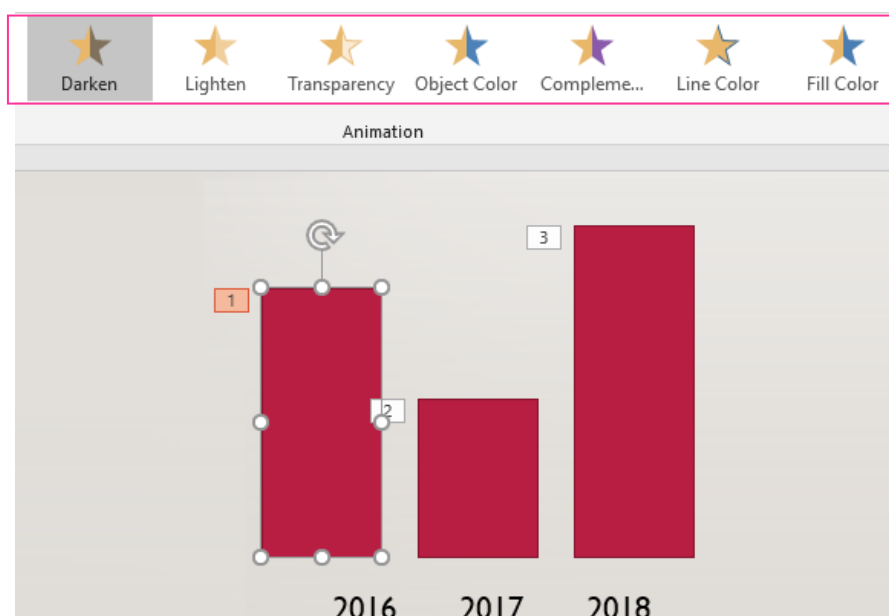 Darken Lighten Transparency Object Color Compleme... Line Color Fill Color
Animation
3
1
2
2016 2017 2018